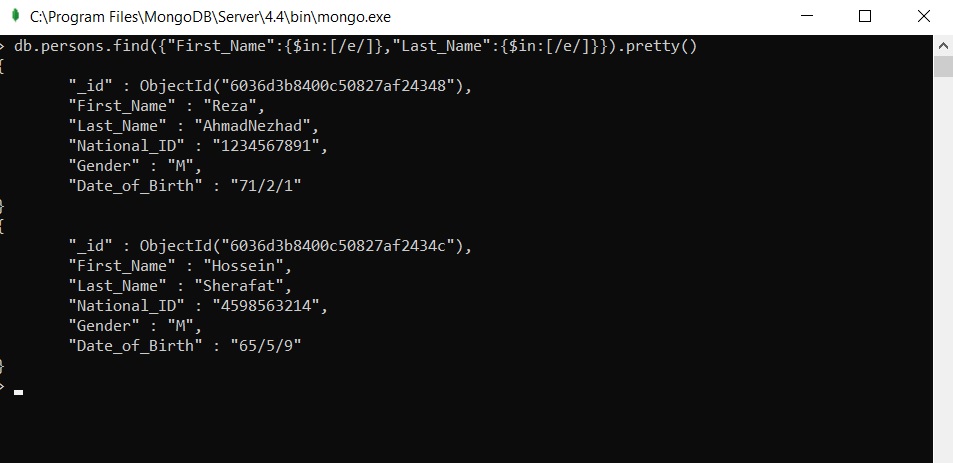 C:\Program Files\MongoDB\Server\4.4\bin\mongo.exe
> db.persons.find({"First_Name":{$in:[/e/]},"Last_Name":{$in:[/e/]}}).pretty()
{
"_id" : ObjectId("6036d3b8400c50827af24348"),
"First_Name" : "Reza",
"Last_Name" : "AhmadNezhad",
"National_ID" : "1234567891",
"Gender" : "M",
"Date_of_Birth" : "71/2/1"
}
{
"_id" : ObjectId("6036d3b8400c50827af2434c"),
"First_Name" : "Hossein",
"Last_Name" : "Sherafat",
"National_ID" : "4598563214",
"Gender" : "M",
"Date_of_Birth" : "65/5/9"
}
>